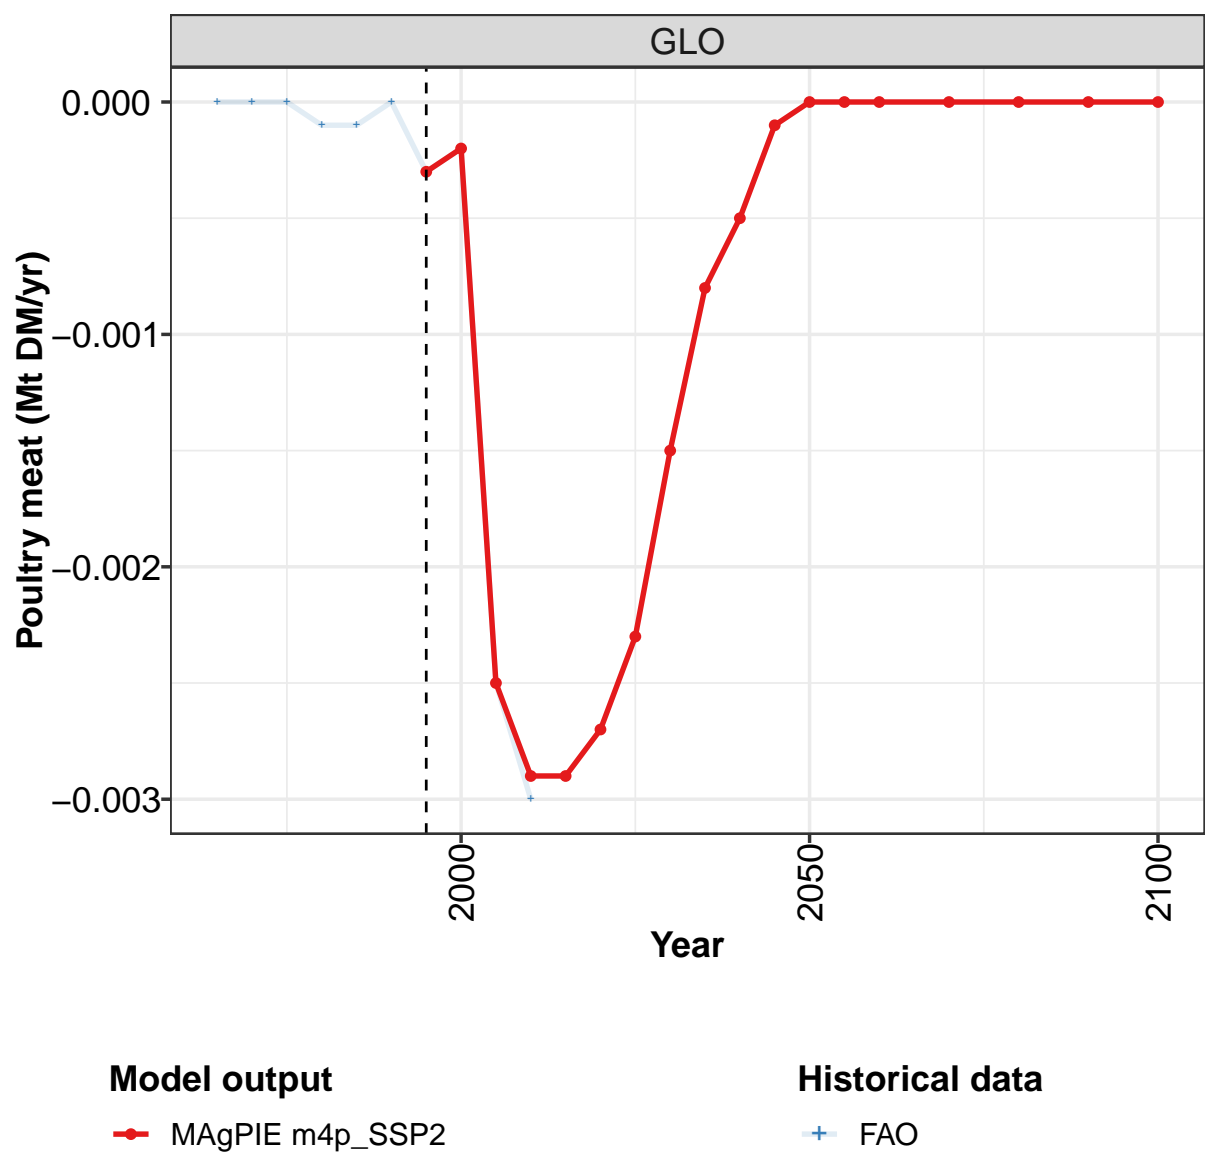 GLO
Poultry meat (Mt DM/yr)
0.000
−0.001
−0.002
−0.003
2000
2050
2100
Year
Model output
MAgPIE m4p_SSP2
Historical data
FAO